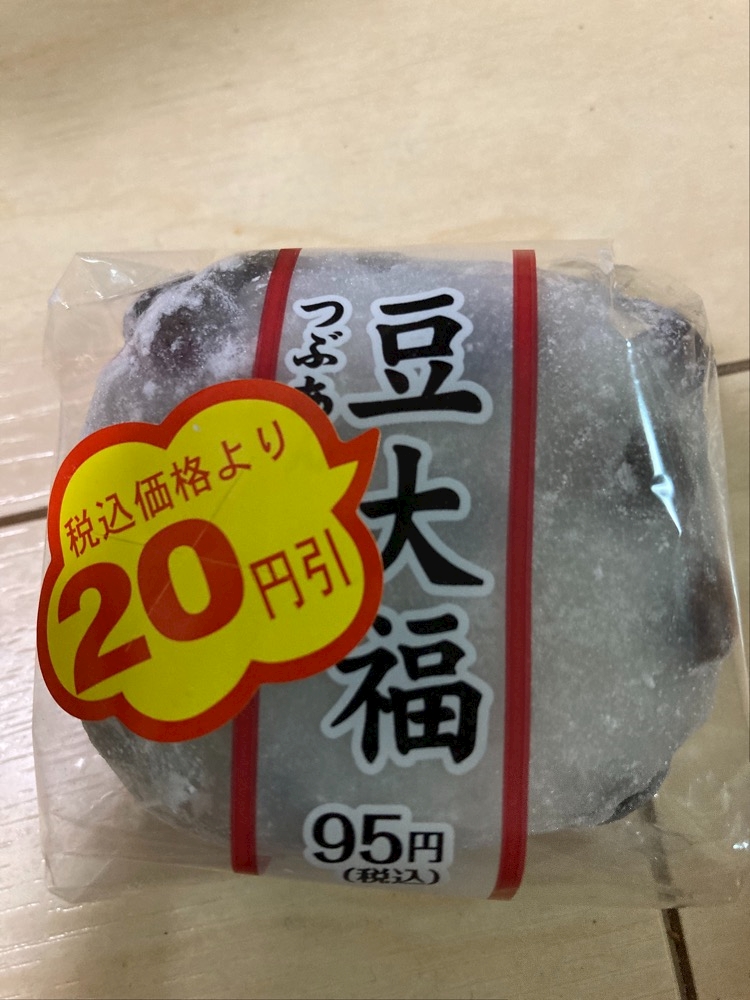 豆大福
つぶあ
税込価格より
20円引
95円
(税込)